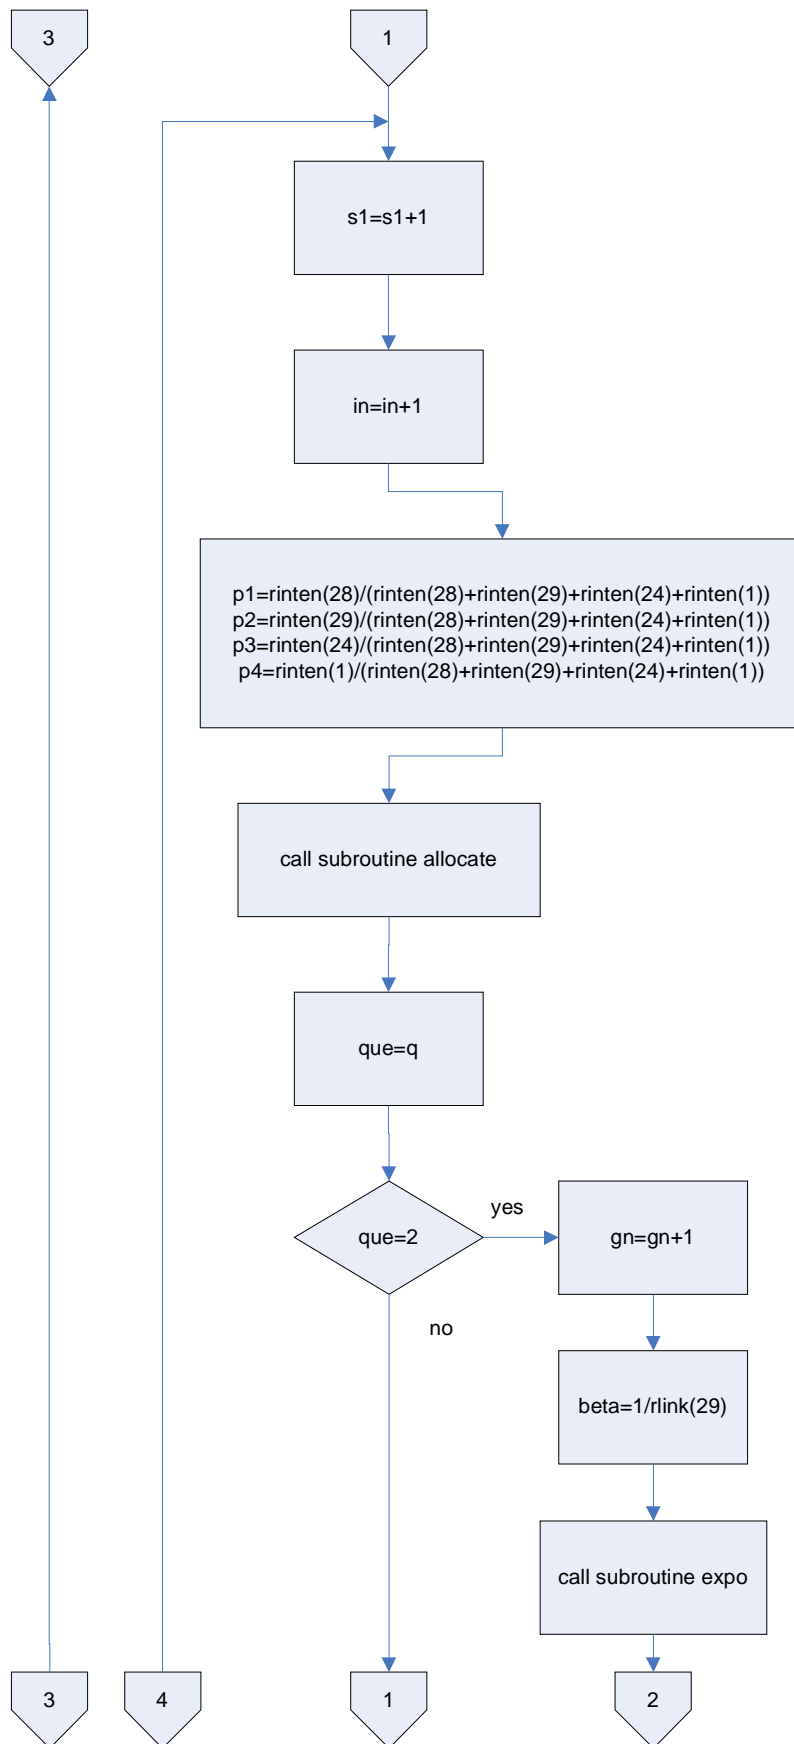 3
1
s1=s1+1
in=in+1
p1=rinten(28)/(rinten(28)+rinten(29)+rinten(24)+rinten(1))
p2=rinten(29)/(rinten(28)+rinten(29)+rinten(24)+rinten(1))
p3=rinten(24)/(rinten(28)+rinten(29)+rinten(24)+rinten(1))
p4=rinten(1)/(rinten(28)+rinten(29)+rinten(24)+rinten(1))
call subroutine allocate
que=q
que=2
yes
gn=gn+1
no
beta=1/rlink(29)
call subroutine expo
3
4
1
2